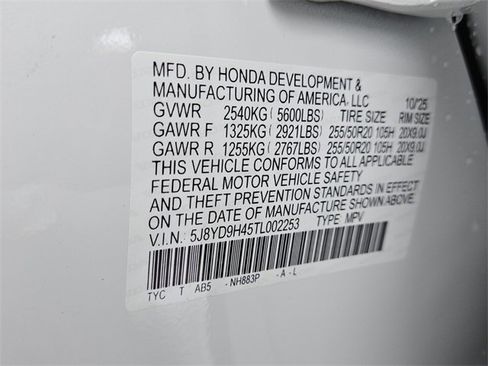 MFD. BY HONDA DEVELOPMENT &
MANUFACTURING OF AMERICA, LLC 10/25
GVWR 2540KG (5600LBS) TIRE SIZE RIM SIZE
GAWR F 1325KG (2921LBS) 255/50R20 105H 20X9.0J
GAWR R 1255KG (2767LBS) 255/50R20 105H 20X9.0J
THIS VEHICLE CONFORMS TO ALL APPLICABLE
FEDERAL MOTOR VEHICLE SAFETY
AND THEFT PREVENTION STANDARDS IN EFFECT
ON THE DATE OF MANUFACTURE SHOWN ABOVE.
V.I.N: 5J8YD9H45TL002253 TYPE MPV
TYC T AB5 - NH883P - A - L